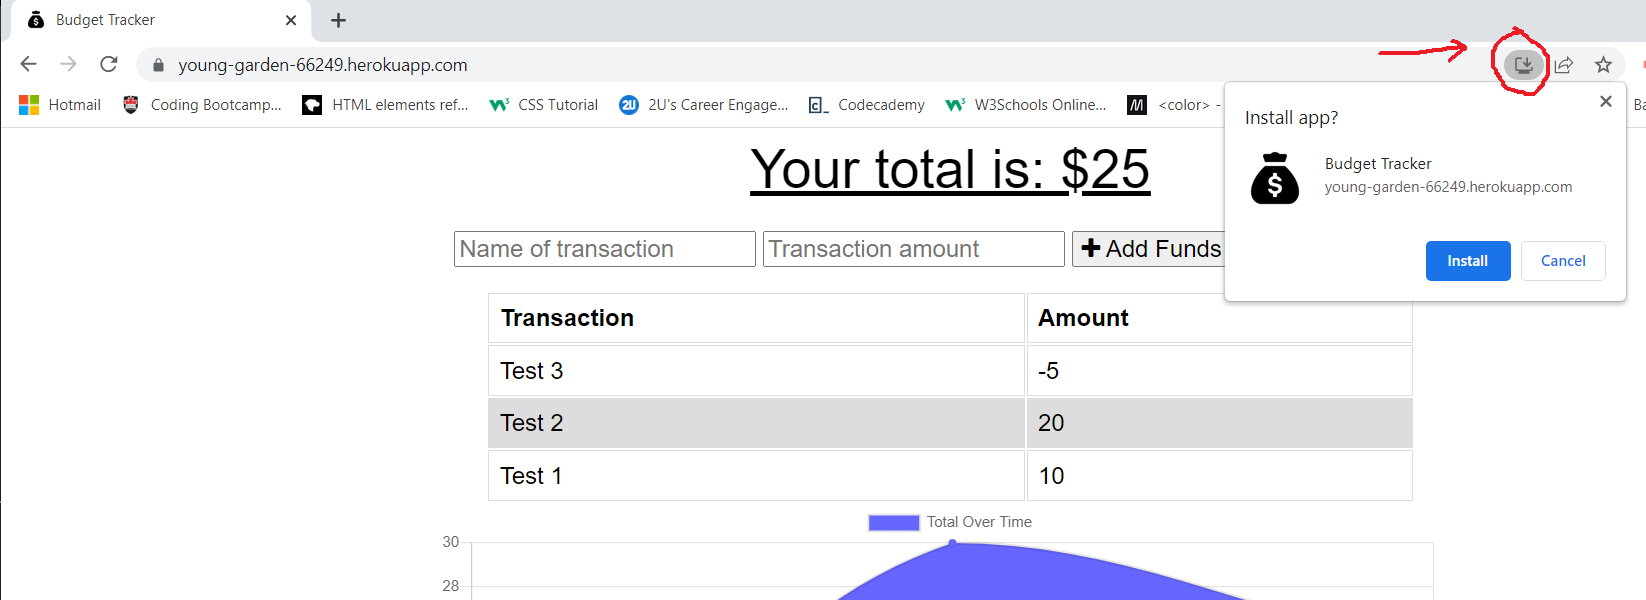 Budget Tracker
young-garden-66249.herokuapp.com
Hotmail Coding Bootcamp... HTML elements ref... CSS Tutorial 2U 2U's Career Engage... c_ Codecademy W3Schools Online... M <color> - Ba
Install app?
Budget Tracker
young-garden-66249.herokuapp.com
Install Cancel
Your total is: $25
Name of transaction Transaction amount Add Funds
Transaction Amount
Test 3 -5
Test 2 20
Test 1 10
Total Over Time
30
28